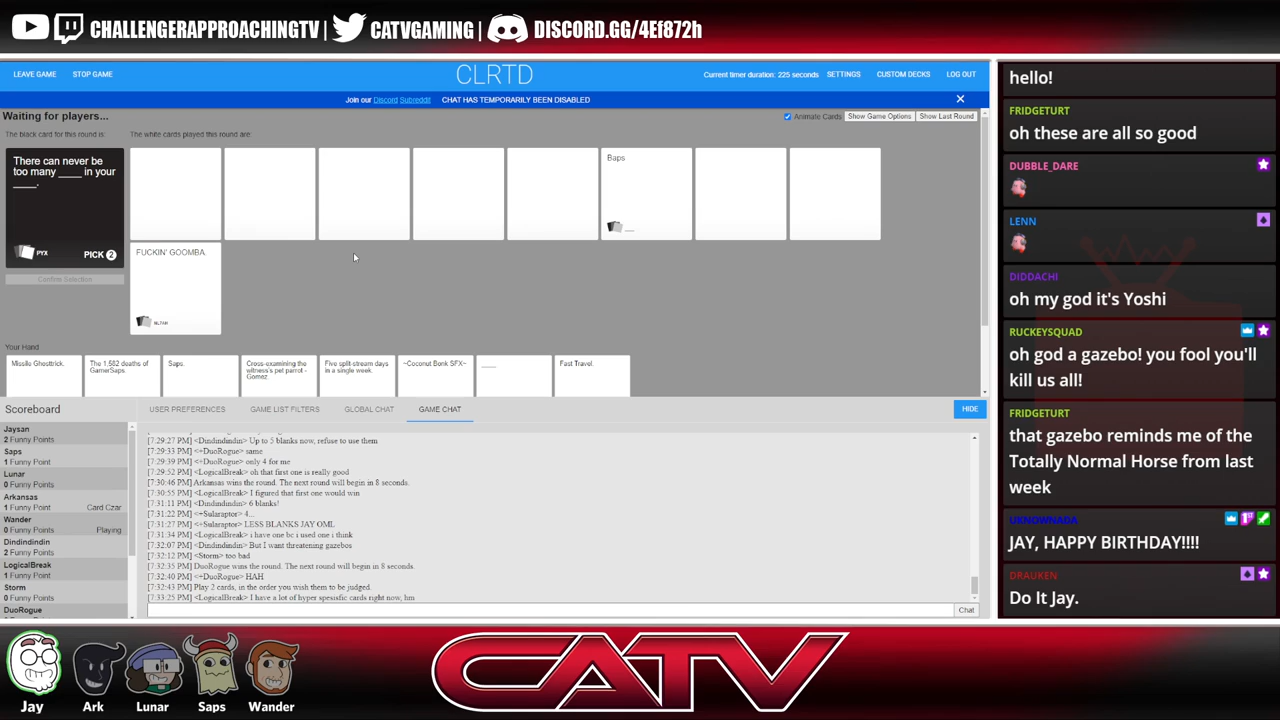 CHALLENGERAPPROACHINGTV | CATVGAMING | DISCORD.GG/4Ef872h
LEAVE GAME STOP GAME CLRTD Current timer duration: 225 seconds SETTINGS CUSTOM DECKS LOG OUT
Join our Discord Subreddit CHAT HAS TEMPORARILY BEEN DISABLED
Waiting for players...
Animate Cards Show Game Options Show Last Round
The black card for this round is: The white cards played this round are:
There can never be
too many ____ in your
____.
PYX PICK 2
Confirm Selection
Baps
____
FUCKIN' GOOMBA.
Your Hand
Missile Ghosttrick.
The 1,582 deaths of
GamerSaps.
Saps.
Cross-examining the
witness's pet parrot -
Gomez
Five split-stream days
in a single week.
~Coconut Bonk SFX~
____
Fast Travel.
Scoreboard
Jaysan
2 Funny Points
Saps
1 Funny Point
Lunar
0 Funny Points
Arkansas
1 Funny Point Card Czar
Wander
0 Funny Points Playing
Dindindindin
2 Funny Points
LogicalBreak
1 Funny Point
Storm
0 Funny Points
DuoRogue
USER PREFERENCES GAME LIST FILTERS GLOBAL CHAT GAME CHAT HIDE
[7:29:27 PM] <Dindindindin> Up to 5 blanks now, refuse to use them
[7:29:33 PM] <+DuoRogue> same
[7:29:39 PM] <+DuoRogue> only 4 for me
[7:29:52 PM] <LogicalBreak> oh that first one is really good
[7:30:46 PM] Arkansas wins the round. The next round will begin in 8 seconds.
[7:30:55 PM] <LogicalBreak> I figured that first one would win
[7:31:11 PM] <Dindindindin> 6 blanks!
[7:31:22 PM] <+Sularaptor> 4...
[7:31:27 PM] <+Sularaptor> LESS BLANKS JAY OML
[7:31:34 PM] <LogicalBreak> i have one bc i used one i think
[7:32:07 PM] <Dindindindin> But I want threatening gazebos
[7:32:12 PM] <Storm> too bad
[7:32:35 PM] DuoRogue wins the round. The next round will begin in 8 seconds.
[7:32:40 PM] <+DuoRogue> HAH
[7:32:43 PM] Play 2 cards, in the order you wish them to be judged.
[7:33:25 PM] <LogicalBreak> I have a lot of hyper spesisfic cards right now, hm
Chat
hello!
FRIDGETURT
oh these are all so good
DUBBLE_DARE
LENN
DIDDACHI
oh my god it's Yoshi
RUCKEYSQUAD
oh god a gazebo! you fool you'll
kill us all!
FRIDGETURT
that gazebo reminds me of the
Totally Normal Horse from last
week
UKNOWNADA
JAY, HAPPY BIRTHDAY!!!!
DRAUKEN
Do It Jay.
Jay Ark Lunar Saps Wander
CATV